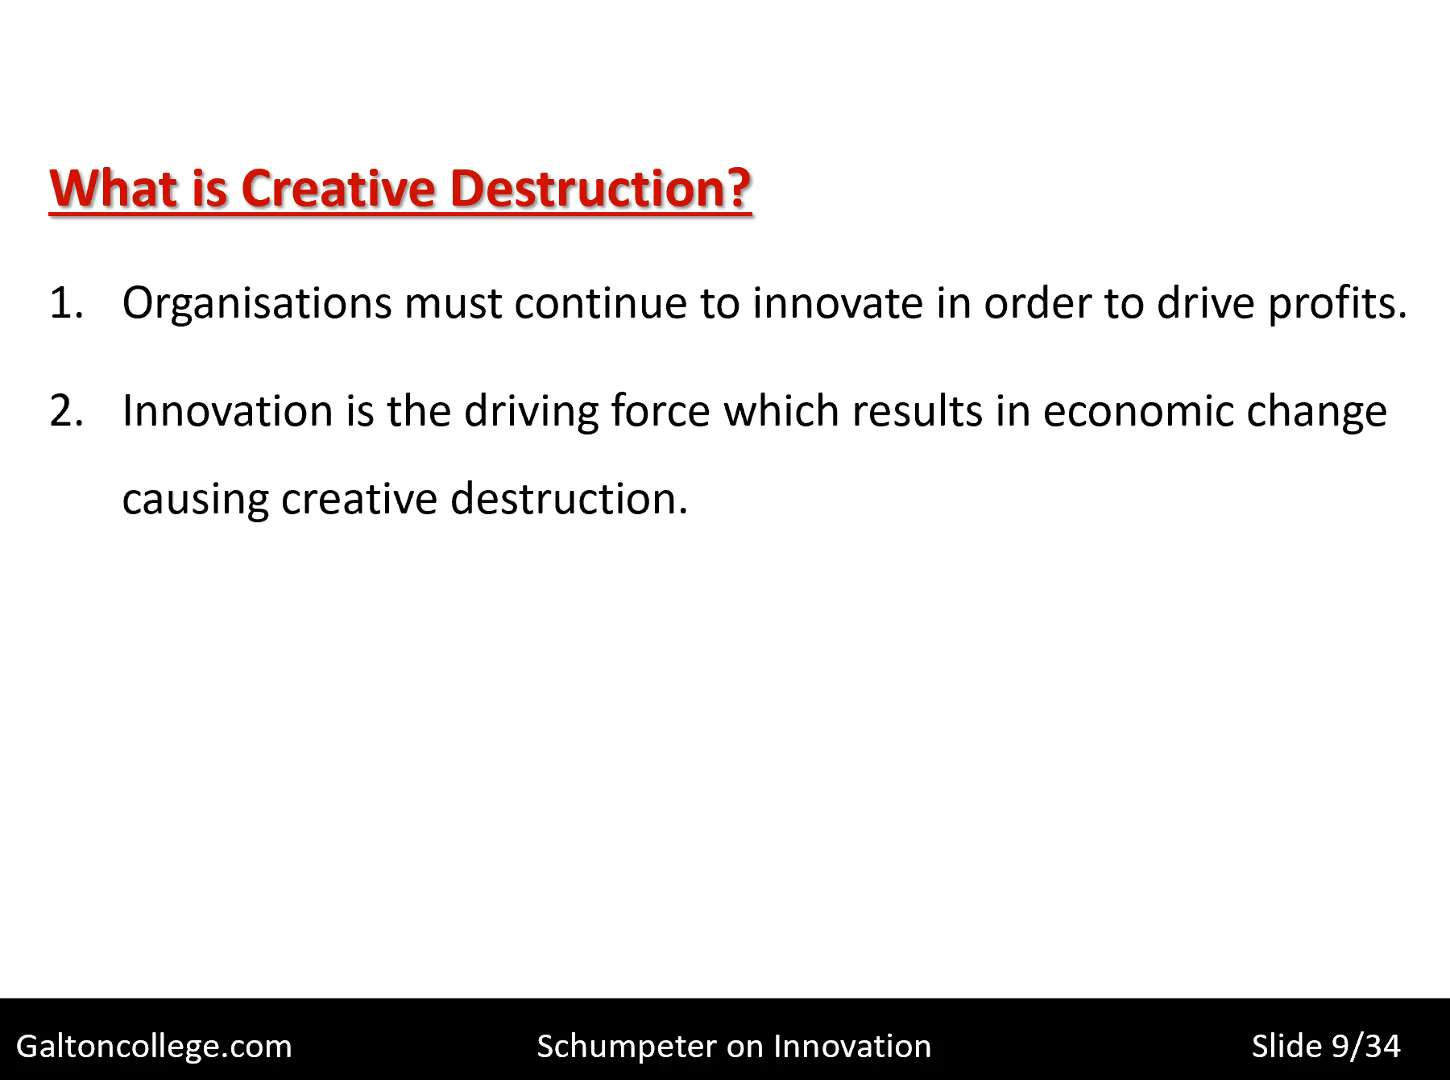 What is Creative Destruction?
1. Organisations must continue to innovate in order to drive profits.
2. Innovation is the driving force which results in economic change
causing creative destruction.
Galtoncollege.com Schumpeter on Innovation Slide 9/34